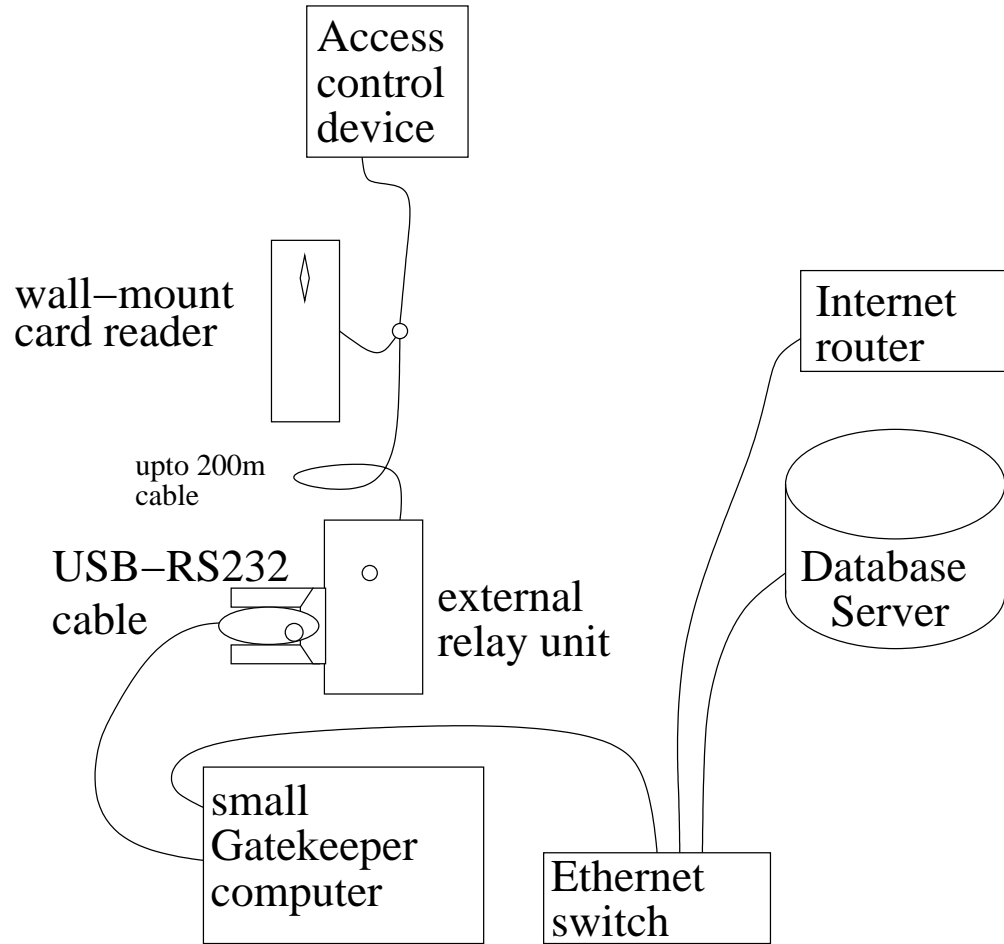 Access
control
device
wall−mount
card reader
Internet
router
upto 200m
cable
USB−RS232
cable
external
relay unit
Database
Server
small
Gatekeeper
computer
Ethernet
switch